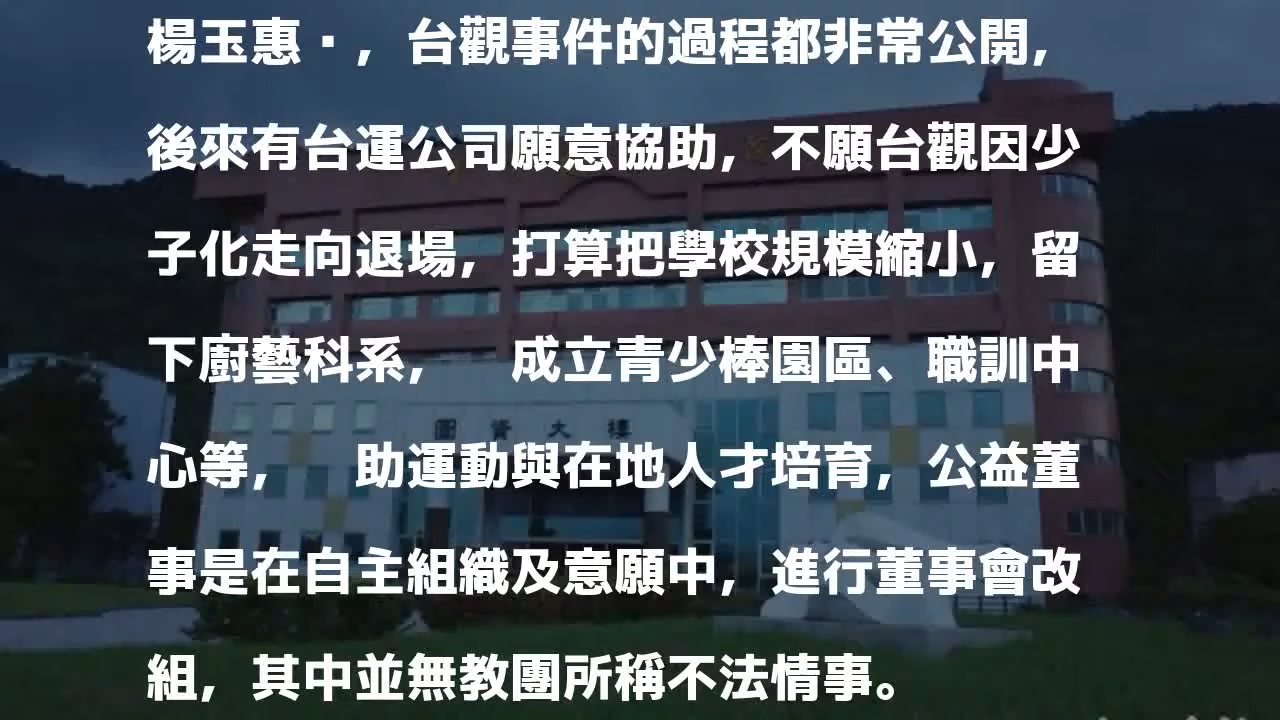 楊玉惠▪，台觀事件的過程都非常公開，
後來有台運公司願意協助，不願台觀因少
子化走向退場，打算把學校規模縮小，留
下廚藝科系，　成立青少棒園區、職訓中
心等，　助運動與在地人才培育，公益董
事是在自主組織及意願中，進行董事會改
組，其中並無教團所稱不法情事。
圖資大樓